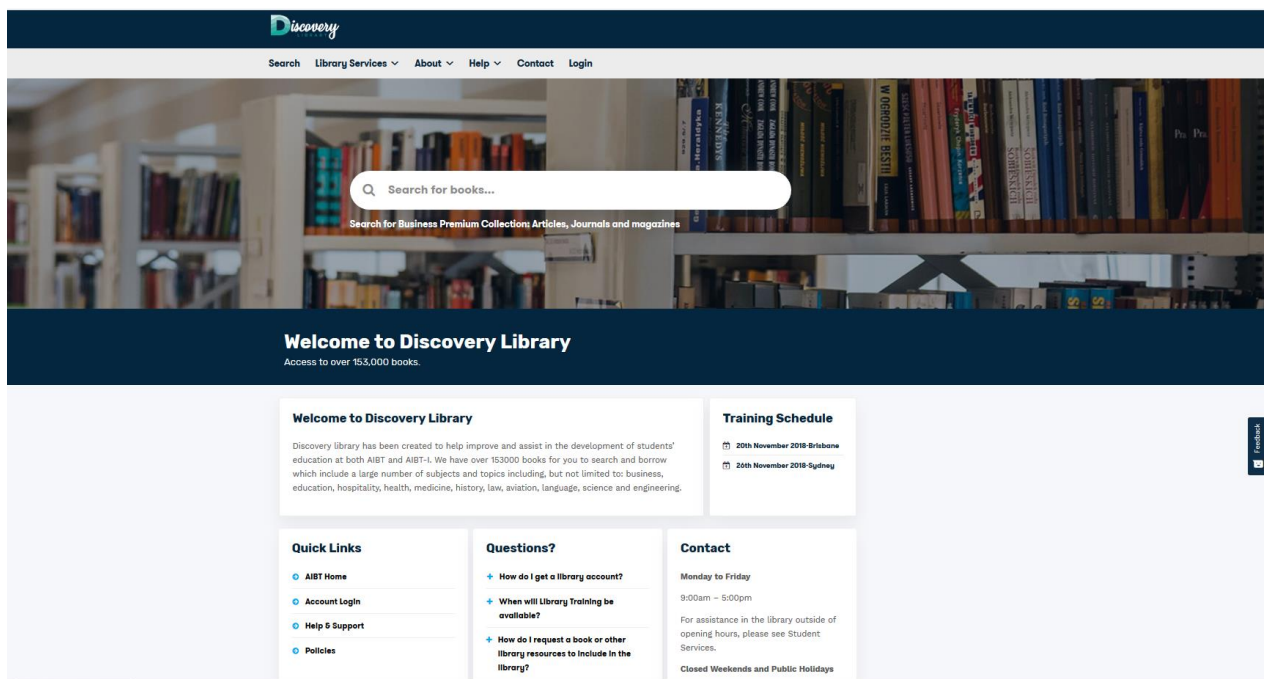 Discovery
LIBRARY
Search Library Services About Help Contact Login
KENNEDYS
W OGRODZIE BESTII
SOBIESKICH
SOBIESKICH
Pra Pra
Search for books...
Search for Business Premium Collection: Articles, Journals and magazines
Welcome to Discovery Library
Access to over 153,000 books.
Welcome to Discovery Library
Discovery library has been created to help improve and assist in the development of students'
education at both AIBT and AIBT-I. We have over 153000 books for you to search and borrow
which include a large number of subjects and topics including, but not limited to: business,
education, hospitality, health, medicine, history, law, aviation, language, science and engineering.
Training Schedule
20th November 2018-Brisbane
26th November 2018-Sydney
Feedback
Quick Links
AIBT Home
Account Login
Help & Support
Policies
Questions?
+ How do I get a library account?
+ When will Library Training be
available?
+ How do I request a book or other
library resources to include in the
library?
Contact
Monday to Friday
9:00am – 5:00pm
For assistance in the library outside of
opening hours, please see Student
Services.
Closed Weekends and Public Holidays